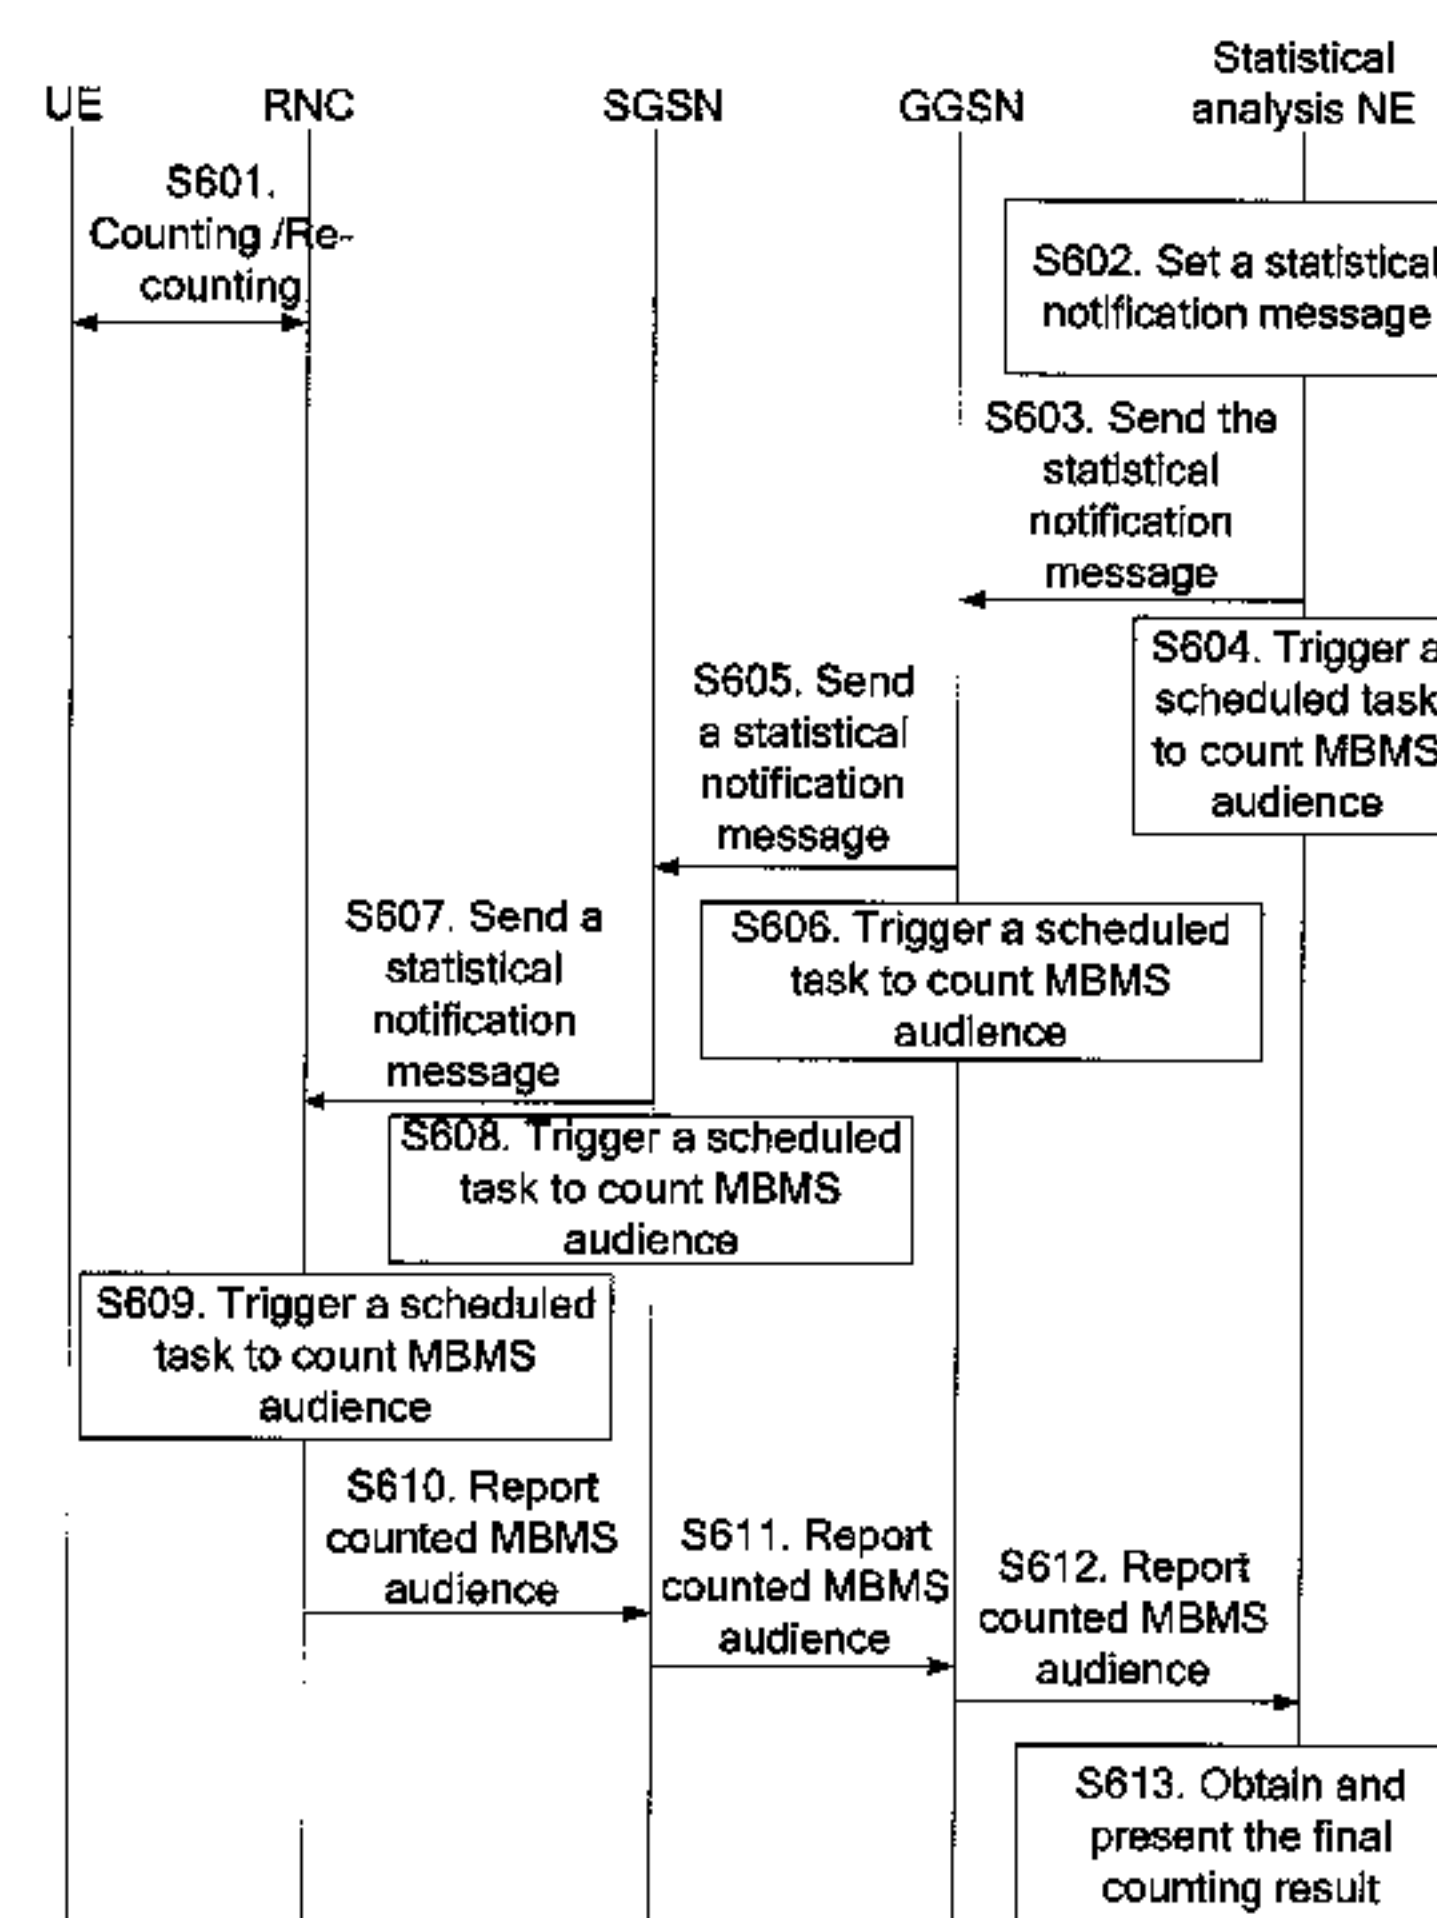 UE
RNC
SGSN
GGSN
Statistical
analysis NE
S601.
Counting /Re-
counting
S602. Set a statistical
notification message
S603. Send the
statistical
notification
message
S604. Trigger a
scheduled task
to count MBMS
audience
S605. Send
a statistical
notification
message
S606. Trigger a scheduled
task to count MBMS
audience
S607. Send a
statistical
notification
message
S608. Trigger a scheduled
task to count MBMS
audience
S609. Trigger a scheduled
task to count MBMS
audience
S610. Report
counted MBMS
audience
S611. Report
counted MBMS
audience
S612. Report
counted MBMS
audience
S613. Obtain and
present the final
counting result